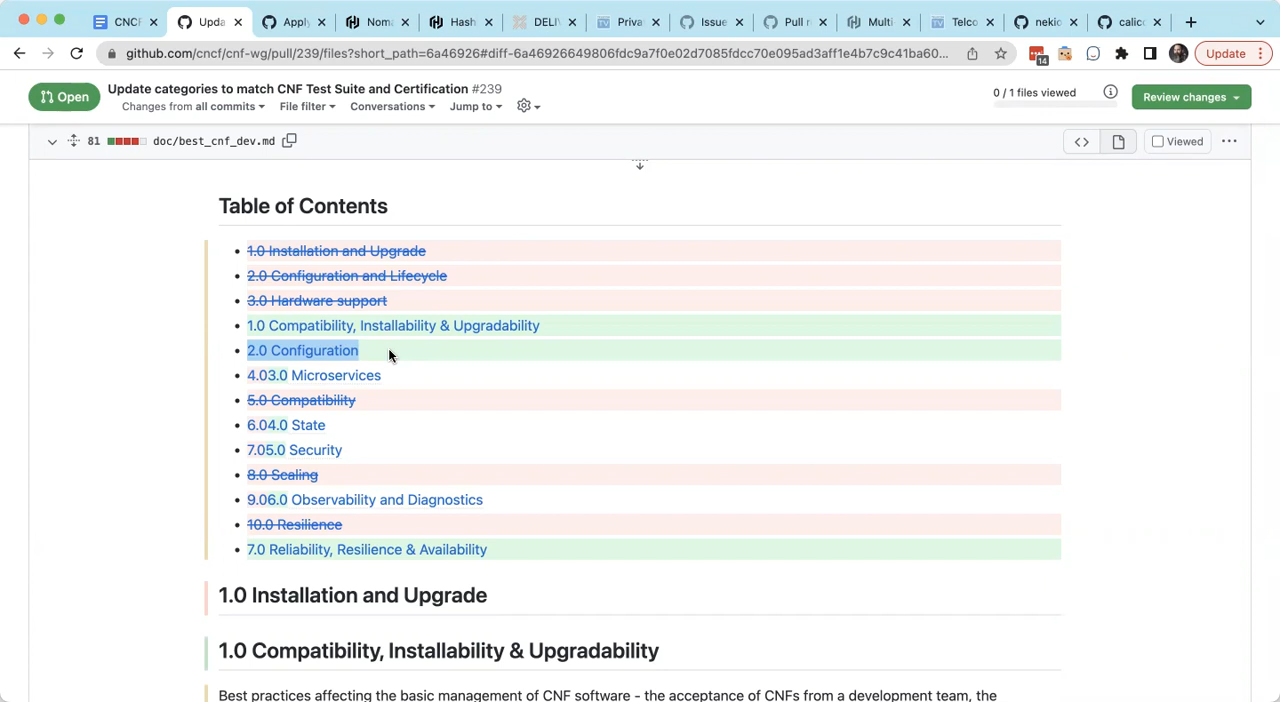 CNCF
Upda
Apply
Noma
Hash
DELIV
Priva
Issue
Pull r
Multi
Telco
nekio
calico
github.com/cncf/cnf-wg/pull/239/files?short_path=6a46926#diff-6a46926649806fdc9a7f0e02d7085fdcc70e095ad3aff1e4b7c9c41ba60...
14
Update
Open
Update categories to match CNF Test Suite and Certification #239
Changes from all commits
File filter
Conversations
Jump to
0 / 1 files viewed
Review changes
81
doc/best_cnf_dev.md
Viewed
Table of Contents
1.0 Installation and Upgrade
2.0 Configuration and Lifecycle
3.0 Hardware support
1.0 Compatibility, Installability & Upgradability
2.0 Configuration
4.03.0 Microservices
5.0 Compatibility
6.04.0 State
7.05.0 Security
8.0 Scaling
9.06.0 Observability and Diagnostics
10.0 Resilience
7.0 Reliability, Resilience & Availability
1.0 Installation and Upgrade
1.0 Compatibility, Installability & Upgradability
Best practices affecting the basic management of CNF software - the acceptance of CNFs from a development team, the